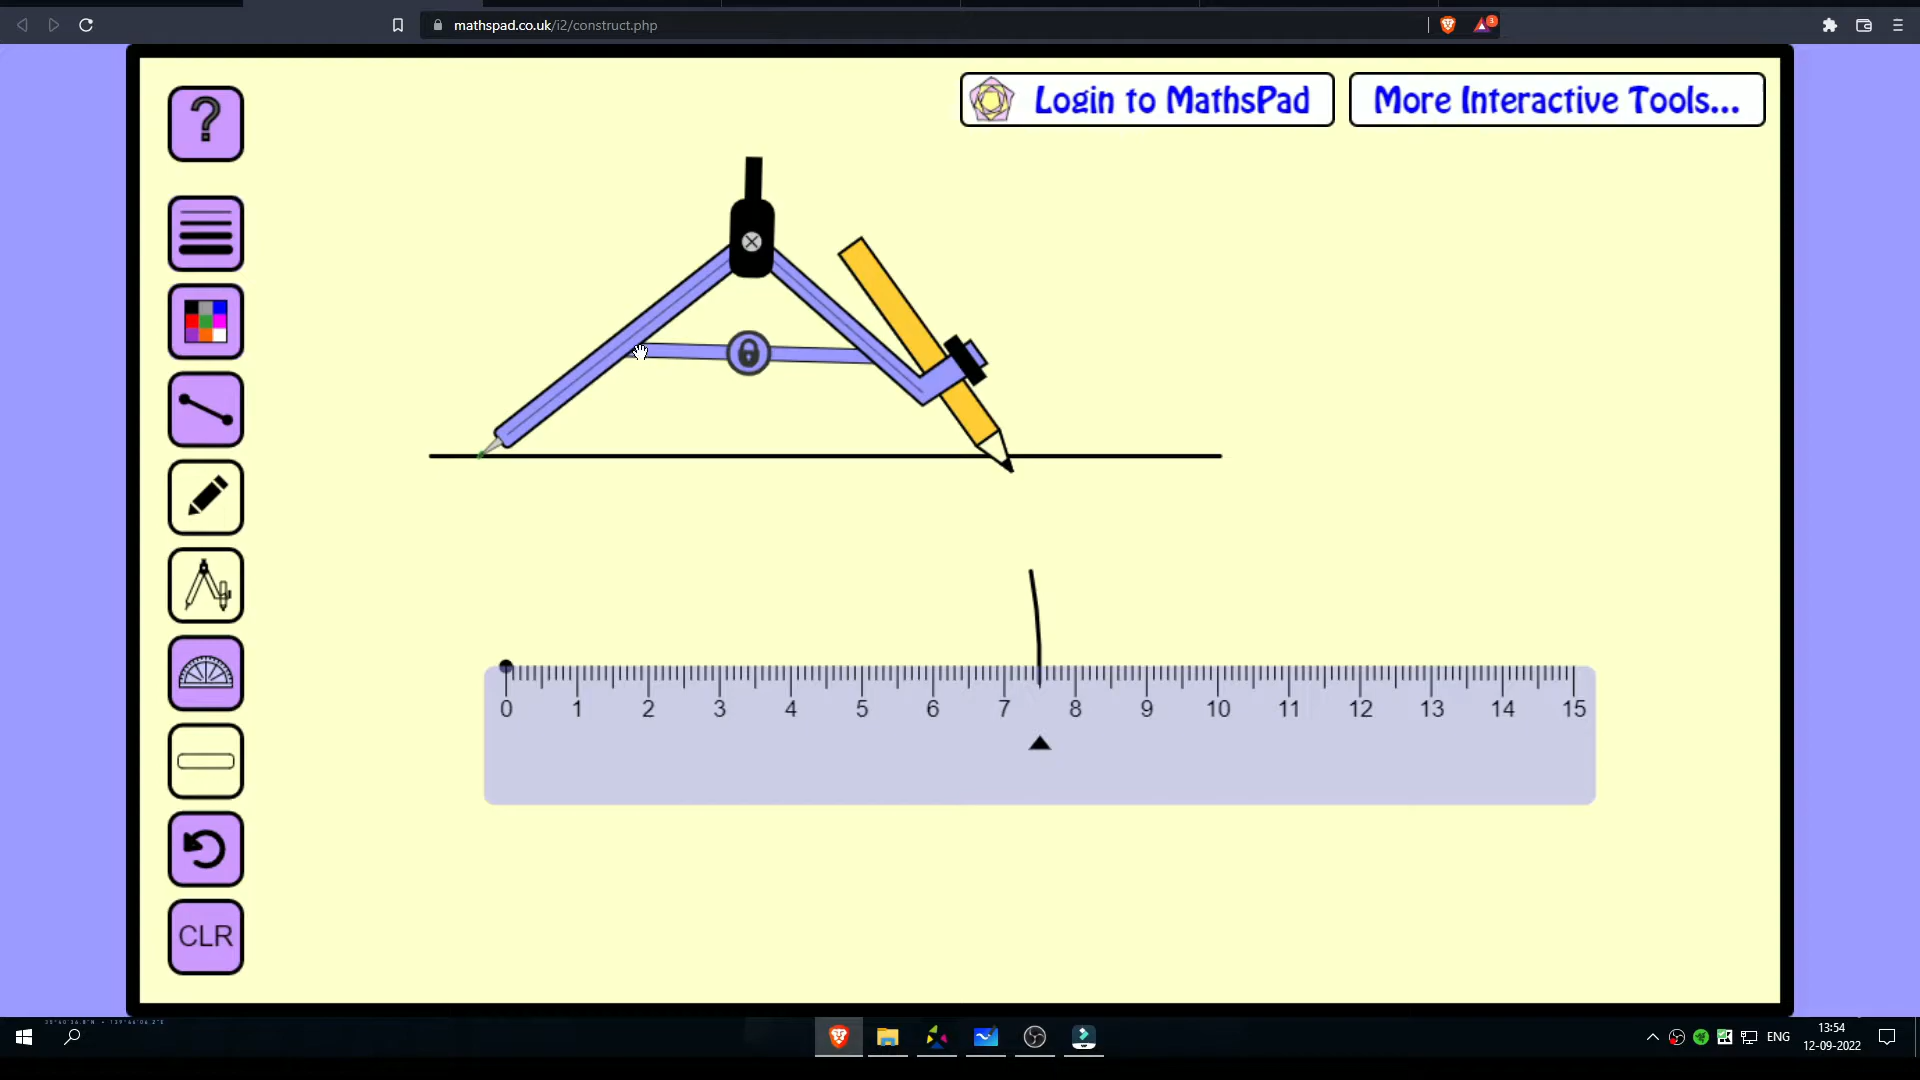 mathspad.co.uk/i2/construct.php
3
?
Login to MathsPad
More Interactive Tools...
0 1 2 3 4 5 6 7 8 9 10 11 12 13 14 15
CLR
ENG
13:54
12-09-2022